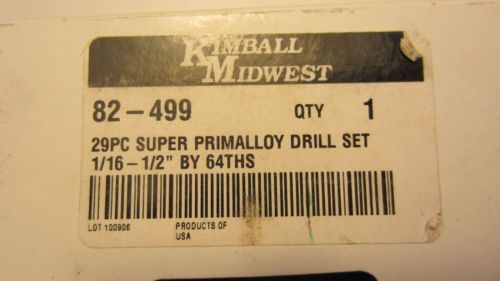 KIMBALL
MIDWEST
82-499 QTY 1
29PC SUPER PRIMALLOY DRILL SET
1/16 - 1/2" BY 64THS
LOT 100906 PRODUCTS OF
USA